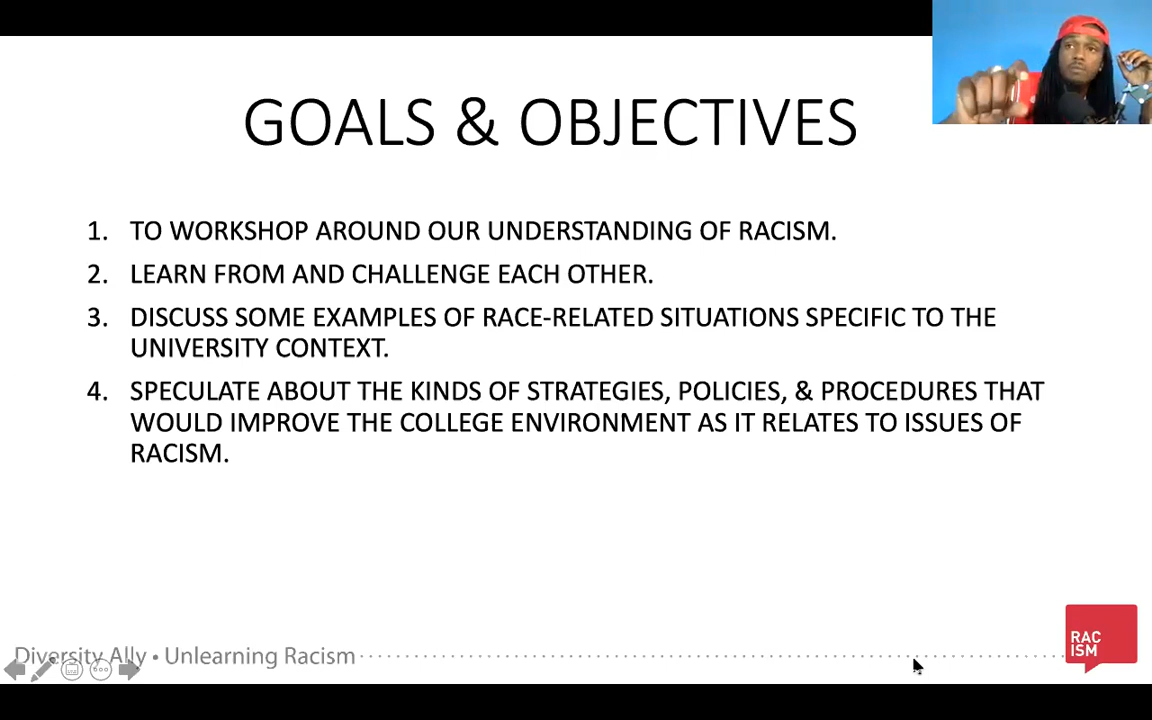 GOALS & OBJECTIVES
1. TO WORKSHOP AROUND OUR UNDERSTANDING OF RACISM.
2. LEARN FROM AND CHALLENGE EACH OTHER.
3. DISCUSS SOME EXAMPLES OF RACE-RELATED SITUATIONS SPECIFIC TO THE
UNIVERSITY CONTEXT.
4. SPECULATE ABOUT THE KINDS OF STRATEGIES, POLICIES, & PROCEDURES THAT
WOULD IMPROVE THE COLLEGE ENVIRONMENT AS IT RELATES TO ISSUES OF
RACISM.
Diversity Ally • Unlearning Racism
RAC
ISM